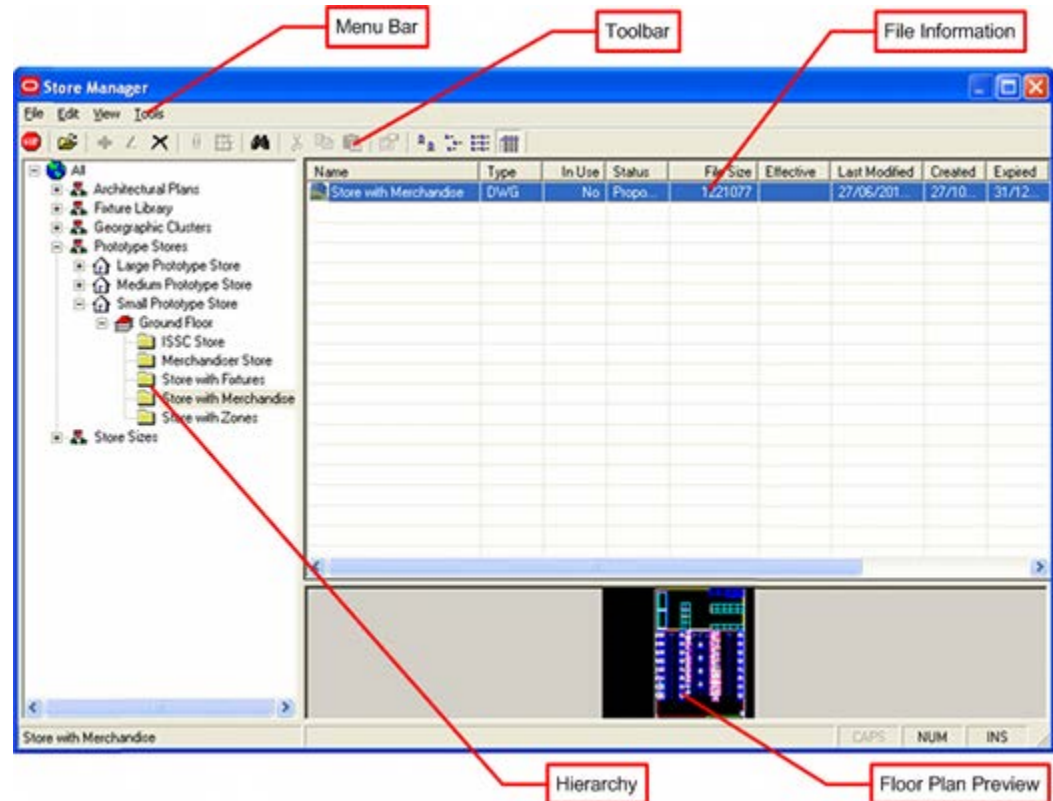 Menu Bar
Toolbar
File Information
Store Manager
File Edit View Tools
All
Architectural Plans
Fixture Library
Georgraphic Clusters
Prototype Stores
Large Prototype Store
Medium Prototype Store
Small Prototype Store
Ground Floor
ISSC Store
Merchandiser Store
Store with Fixtures
Store with Merchandise
Store with Zones
Store Sizes
Name Type In Use Status File Size Effective Last Modified Created Expired
Store with Merchandise DWG No Propo... 1221077 27/06/201... 27/10... 31/12...
Store with Merchandise CAPS NUM INS
Hierarchy
Floor Plan Preview